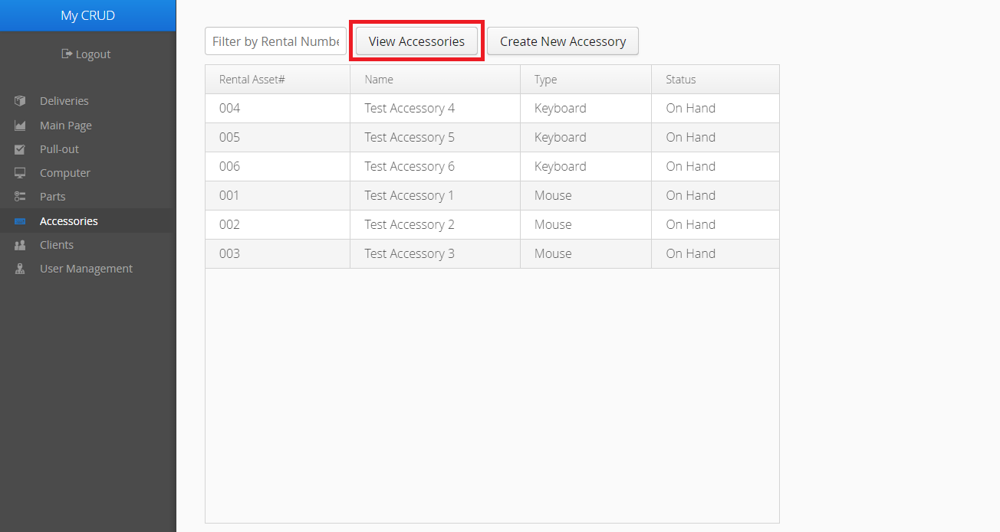 My CRUD
Logout
Deliveries
Main Page
Pull-out
Computer
Parts
Accessories
Clients
User Management
Filter by Rental Numbe View Accessories Create New Accessory
Rental Asset# Name Type Status
004 Test Accessory 4 Keyboard On Hand
005 Test Accessory 5 Keyboard On Hand
006 Test Accessory 6 Keyboard On Hand
001 Test Accessory 1 Mouse On Hand
002 Test Accessory 2 Mouse On Hand
003 Test Accessory 3 Mouse On Hand